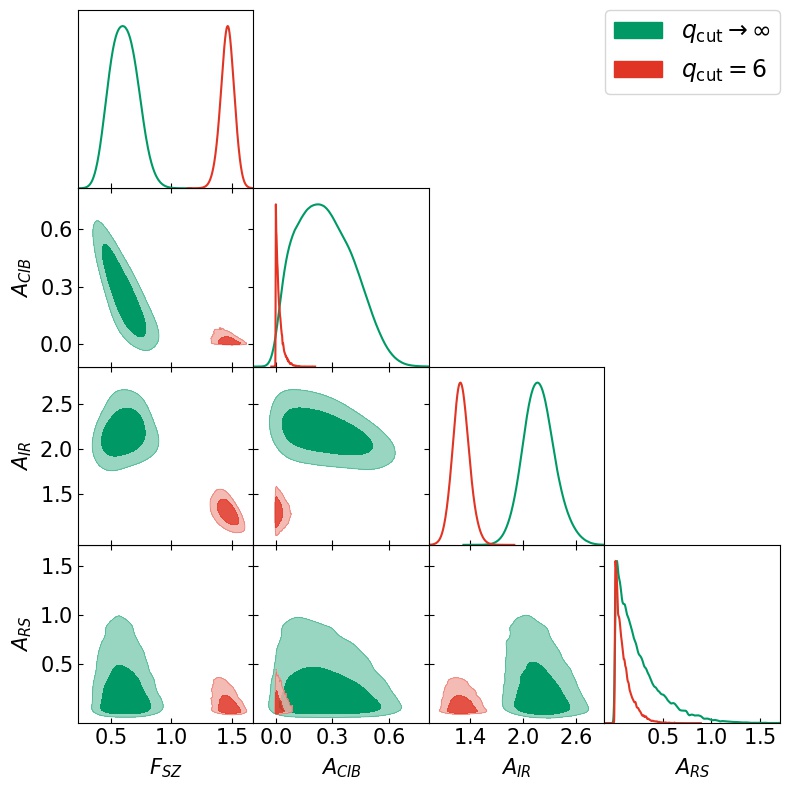 q_cut → ∞
q_cut = 6
0.6
0.3
0.0
A_CIB
2.5
2.0
1.5
A_IR
1.5
1.0
0.5
A_RS
0.5 1.0 1.5 0.0 0.3 0.6 1.4 2.0 2.6 0.5 1.0 1.5
F_SZ A_CIB A_IR A_RS